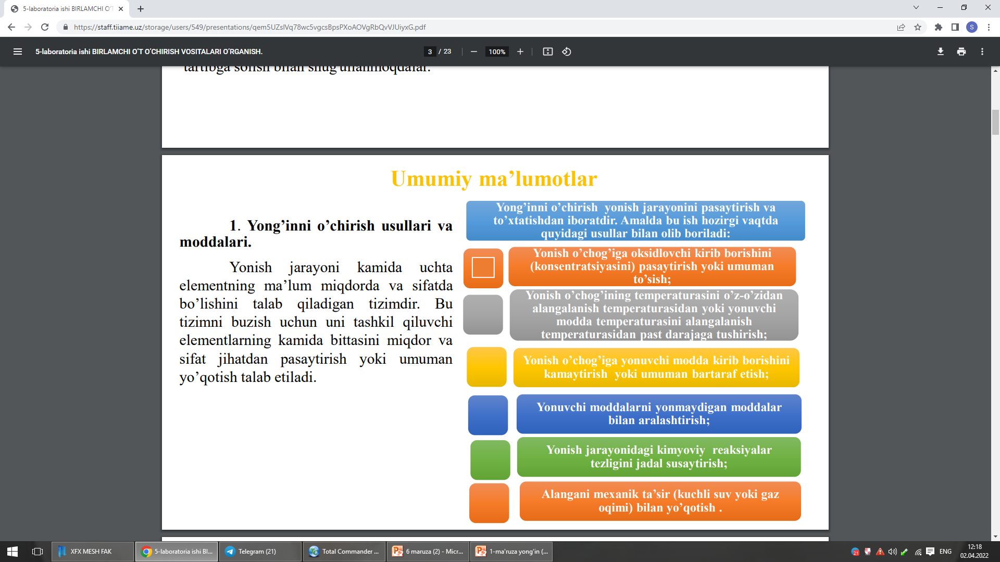 5-laboratoria ishi BIRLAMCHI O'T
https://staff.tiiame.uz/storage/users/549/presentations/qem5UZslVq78wc5vgcsBpsPXoAOVgRbQvVJUiyxG.pdf
S
5-laboratoria ishi BIRLAMCHI O'T O'CHIRISH VOSITALARI O'RGANISH.
3 / 23
100%
tartibga solish bilan shug'ullanmoqdalar.
Umumiy ma’lumotlar
1. Yong’inni o’chirish usullari va
moddalari.
Yonish jarayoni kamida uchta
elementning ma’lum miqdorda va sifatda
bo’lishini talab qiladigan tizimdir. Bu
tizimni buzish uchun uni tashkil qiluvchi
elementlarning kamida bittasini miqdor va
sifat jihatdan pasaytirish yoki umuman
yo’qotish talab etiladi.
Yong’inni o’chirish yonish jarayonini pasaytirish va
to’xtatishdan iboratdir. Amalda bu ish hozirgi vaqtda
quyidagi usullar bilan olib boriladi:
Yonish o’chog’iga oksidlovchi kirib borishini
(konsentratsiyasini) pasaytirish yoki umuman
to’sish;
Yonish o’chog’ining temperaturasini o’z-o’zidan
alangalanish temperaturasidan yoki yonuvchi
modda temperaturasini alangalanish
temperaturasidan past darajaga tushirish;
Yonish o’chog’iga yonuvchi modda kirib borishini
kamaytirish yoki umuman bartaraf etish;
Yonuvchi moddalarni yonmaydigan moddalar
bilan aralashtirish;
Yonish jarayonidagi kimyoviy reaksiyalar
tezligini jadal susaytirish;
Alangani mexanik ta’sir (kuchli suv yoki gaz
oqimi) bilan yo’qotish .
XFX MESH FAK
5-laboratoria ishi BI...
Telegram (21)
Total Commander ...
6 maruza (2) - Micr...
1-ma'ruza yong'in (...
21
ENG
12:18
02.04.2022